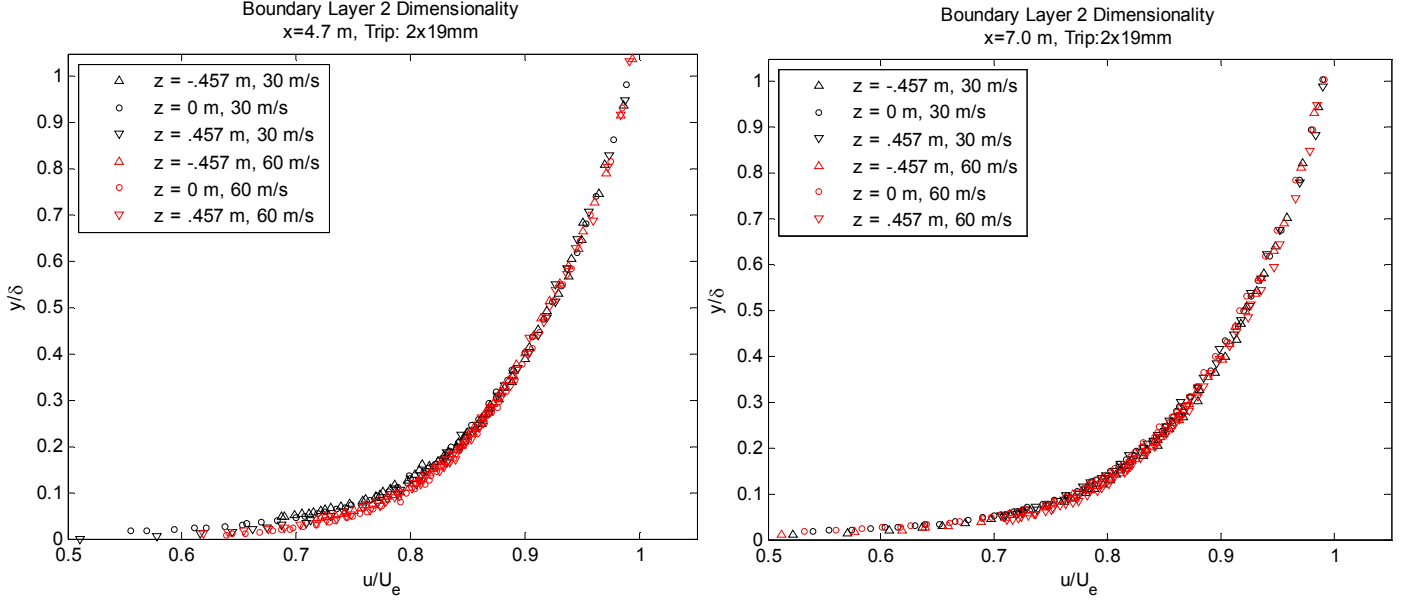 Boundary Layer 2 Dimensionality
x=4.7 m, Trip: 2x19mm
1
0.9
0.8
0.7
0.6
0.5
0.4
0.3
0.2
0.1
0
y/δ
z = -.457 m, 30 m/s
z = 0 m, 30 m/s
z = .457 m, 30 m/s
z = -.457 m, 60 m/s
z = 0 m, 60 m/s
z = .457 m, 60 m/s
0.5 0.6 0.7 0.8 0.9 1
u/Ue
Boundary Layer 2 Dimensionality
x=7.0 m, Trip:2x19mm
1
0.9
0.8
0.7
0.6
0.5
0.4
0.3
0.2
0.1
0
y/δ
z = -.457 m, 30 m/s
z = 0 m, 30 m/s
z = .457 m, 30 m/s
z = -.457 m, 60 m/s
z = 0 m, 60 m/s
z = .457 m, 60 m/s
0.5 0.6 0.7 0.8 0.9 1
u/Ue